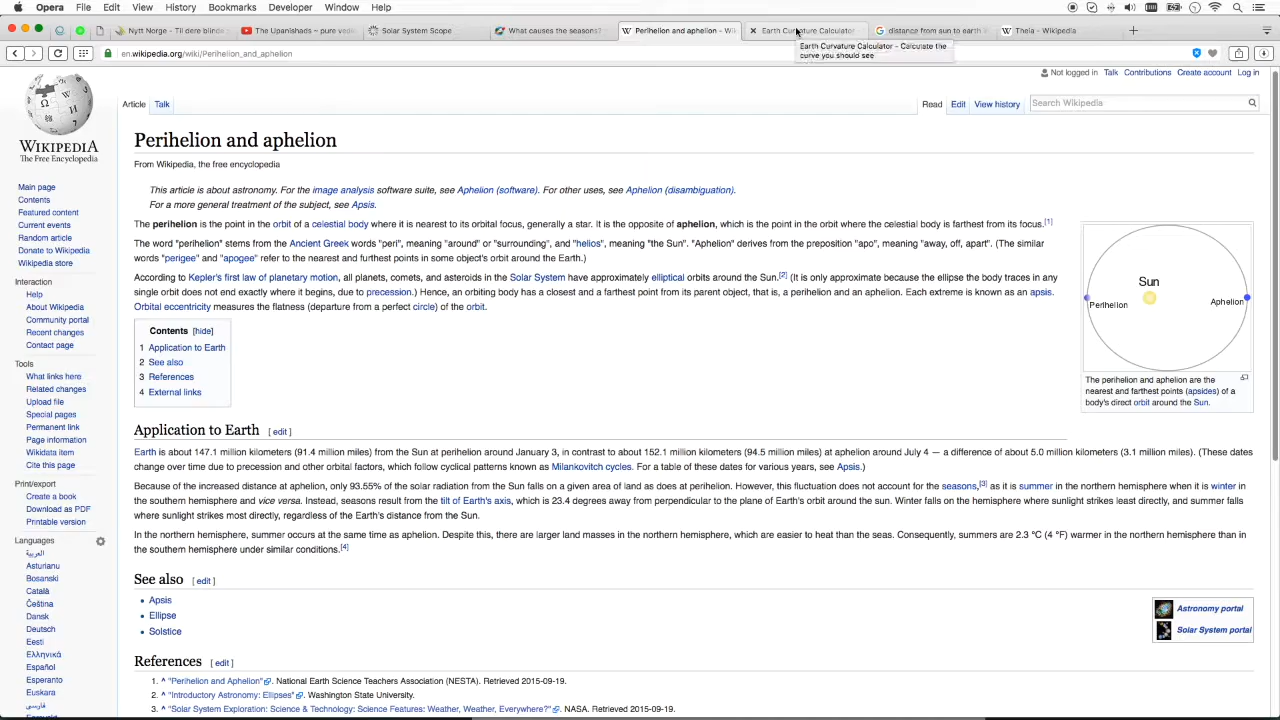 Opera File Edit View History Bookmarks Developer Window Help
Nytt Norge - Til dere blinde
The Upanishads – pure ved
Solar System Scope
What causes the seasons?
Perihelion and aphelion - Wi
Earth Curvature Calculator
distance from sun to earth
Theia - Wikipedia
en.wikipedia.org/wiki/Perihelion_and_aphelion
Earth Curvature Calculator - Calculate the
curve you should see
Not logged in Talk Contributions Create account Log in
Article Talk
Read Edit View history
Search Wikipedia
WIKIPEDIA
The Free Encyclopedia
Main page
Contents
Featured content
Current events
Random article
Donate to Wikipedia
Wikipedia store
Interaction
Help
About Wikipedia
Community portal
Recent changes
Contact page
Tools
What links here
Related changes
Upload file
Special pages
Permanent link
Page information
Wikidata item
Cite this page
Print/export
Create a book
Download as PDF
Printable version
Languages
العربية
Asturianu
Bosanski
Català
Čeština
Dansk
Deutsch
Eesti
Ελληνικά
Español
Esperanto
Euskara
فارسی
Perihelion and aphelion
From Wikipedia, the free encyclopedia
This article is about astronomy. For the image analysis software suite, see Aphelion (software). For other uses, see Aphelion (disambiguation).
For a more general treatment of the subject, see Apsis.
The perihelion is the point in the orbit of a celestial body where it is nearest to its orbital focus, generally a star. It is the opposite of aphelion, which is the point in the orbit where the celestial body is farthest from its focus.[1]
The word "perihelion" stems from the Ancient Greek words "peri", meaning "around" or "surrounding", and "helios", meaning "the Sun". "Aphelion" derives from the preposition "apo", meaning "away, off, apart". (The similar
words "perigee" and "apogee" refer to the nearest and furthest points in some object's orbit around the Earth.)
According to Kepler's first law of planetary motion, all planets, comets, and asteroids in the Solar System have approximately elliptical orbits around the Sun.[2] (It is only approximate because the ellipse the body traces in any
single orbit does not end exactly where it begins, due to precession.) Hence, an orbiting body has a closest and a farthest point from its parent object, that is, a perihelion and an aphelion. Each extreme is known as an apsis.
Orbital eccentricity measures the flatness (departure from a perfect circle) of the orbit.
Sun
Perihelion
Aphelion
The perihelion and aphelion are the
nearest and farthest points (apsides) of a
body's direct orbit around the Sun.
Contents [hide]
1 Application to Earth
2 See also
3 References
4 External links
Application to Earth [ edit ]
Earth is about 147.1 million kilometers (91.4 million miles) from the Sun at perihelion around January 3, in contrast to about 152.1 million kilometers (94.5 million miles) at aphelion around July 4 — a difference of about 5.0 million kilometers (3.1 million miles). (These dates
change over time due to precession and other orbital factors, which follow cyclical patterns known as Milankovitch cycles. For a table of these dates for various years, see Apsis.)
Because of the increased distance at aphelion, only 93.55% of the solar radiation from the Sun falls on a given area of land as does at perihelion. However, this fluctuation does not account for the seasons,[3] as it is summer in the northern hemisphere when it is winter in
the southern hemisphere and vice versa. Instead, seasons result from the tilt of Earth's axis, which is 23.4 degrees away from perpendicular to the plane of Earth's orbit around the sun. Winter falls on the hemisphere where sunlight strikes least directly, and summer falls
where sunlight strikes most directly, regardless of the Earth's distance from the Sun.
In the northern hemisphere, summer occurs at the same time as aphelion. Despite this, there are larger land masses in the northern hemisphere, which are easier to heat than the seas. Consequently, summers are 2.3 °C (4 °F) warmer in the northern hemisphere than in
the southern hemisphere under similar conditions.[4]
See also [ edit ]
• Apsis
• Ellipse
• Solstice
Astronomy portal
Solar System portal
References [ edit ]
1. ^ "Perihelion and Aphelion". National Earth Science Teachers Association (NESTA). Retrieved 2015-09-19.
2. ^ "Introductory Astronomy: Ellipses". Washington State University.
3. ^ "Solar System Exploration: Science & Technology: Science Features: Weather, Weather, Everywhere?". NASA. Retrieved 2015-09-19.